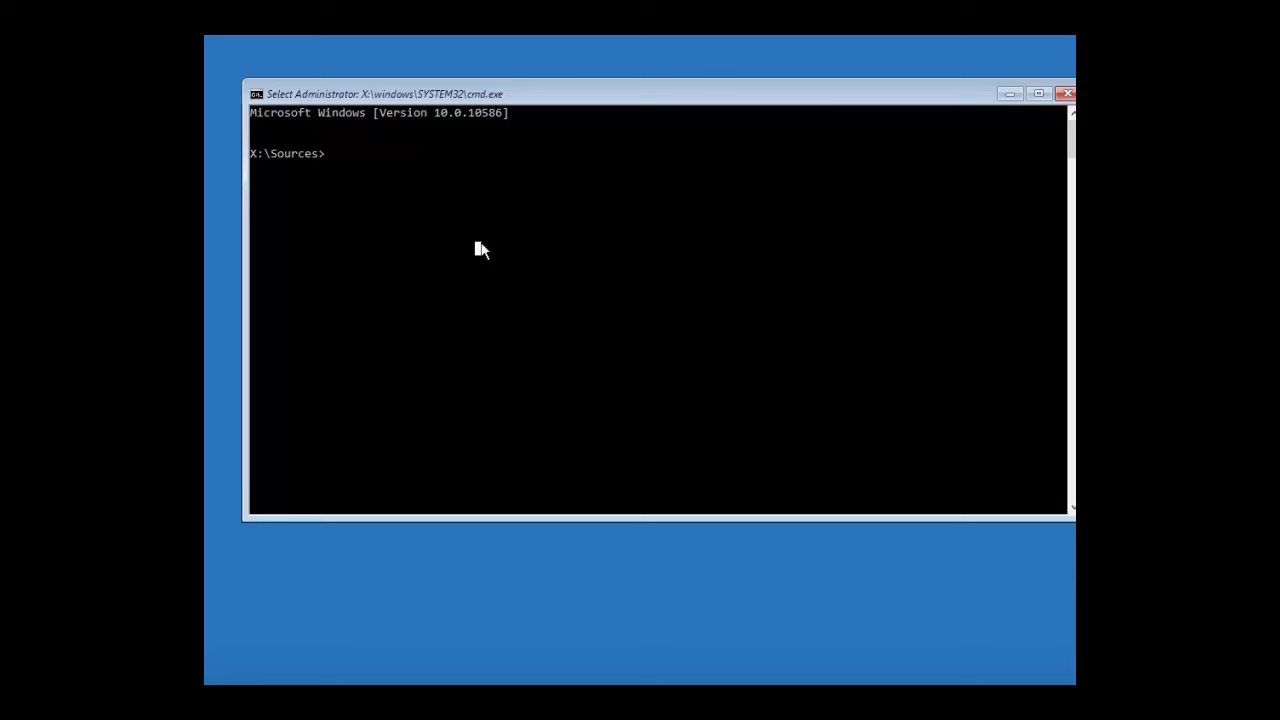 Select Administrator: X:\windows\SYSTEM32\cmd.exe
Microsoft Windows [Version 10.0.10586]
X:\Sources>